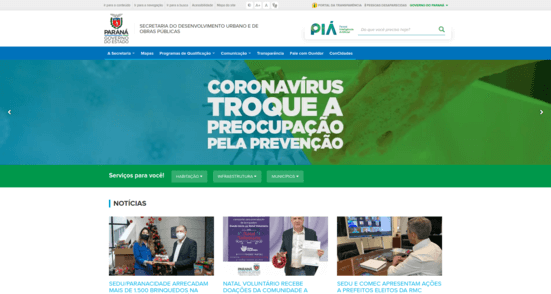 Ir para o conteúdo Ir para a navegação Ir para a busca Acessibilidade Mapa do site A- A+ A PORTAL DA TRANSPARÊNCIA GOVERNO DO PARANÁ
PARANÁ
GOVERNO DO ESTADO
SECRETARIA DO DESENVOLVIMENTO URBANO E DE
OBRAS PÚBLICAS
PIÁ
Do que você precisa hoje?
A Secretaria Mapas Programas de Qualificação Comunicação Transparência Fale com Ouvidor ConCidades
CORONAVÍRUS
TROQUE A
PREOCUPAÇÃO
PELA PREVENÇÃO
Serviços para você! HABITAÇÃO INFRAESTRUTURA MUNICÍPIOS
NOTÍCIAS
SEDU/PARANACIDADE ARRECADAM
MAIS DE 1.500 BRINQUEDOS NA
NATAL VOLUNTÁRIO RECEBE
DOAÇÕES DA COMUNIDADE A
SEDU E COMEC APRESENTAM AÇÕES
A PREFEITOS ELEITOS DA RMC